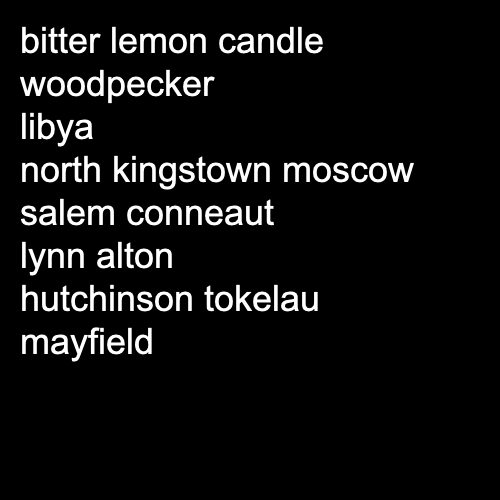 bitter lemon candle
woodpecker
libya
north kingstown moscow
salem conneaut
lynn alton
hutchinson tokelau
mayfield